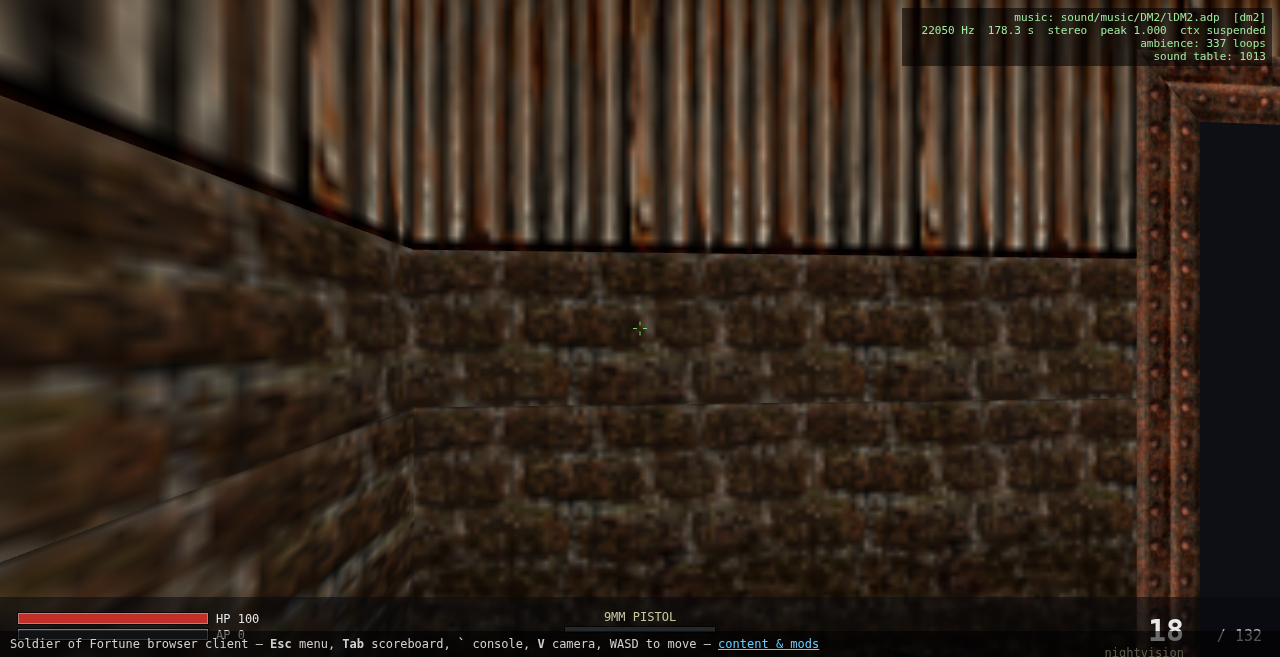 music: sound/music/DM2/lDM2.adp  [dm2]
22050 Hz  178.3 s  stereo  peak 1.000  ctx suspended
ambience: 337 loops
sound table: 1013
HP 100
9MM PISTOL
AP 0
18 / 132
Soldier of Fortune browser client — Esc menu, Tab scoreboard, ` console, V camera, WASD to move — content & mods
nightvision